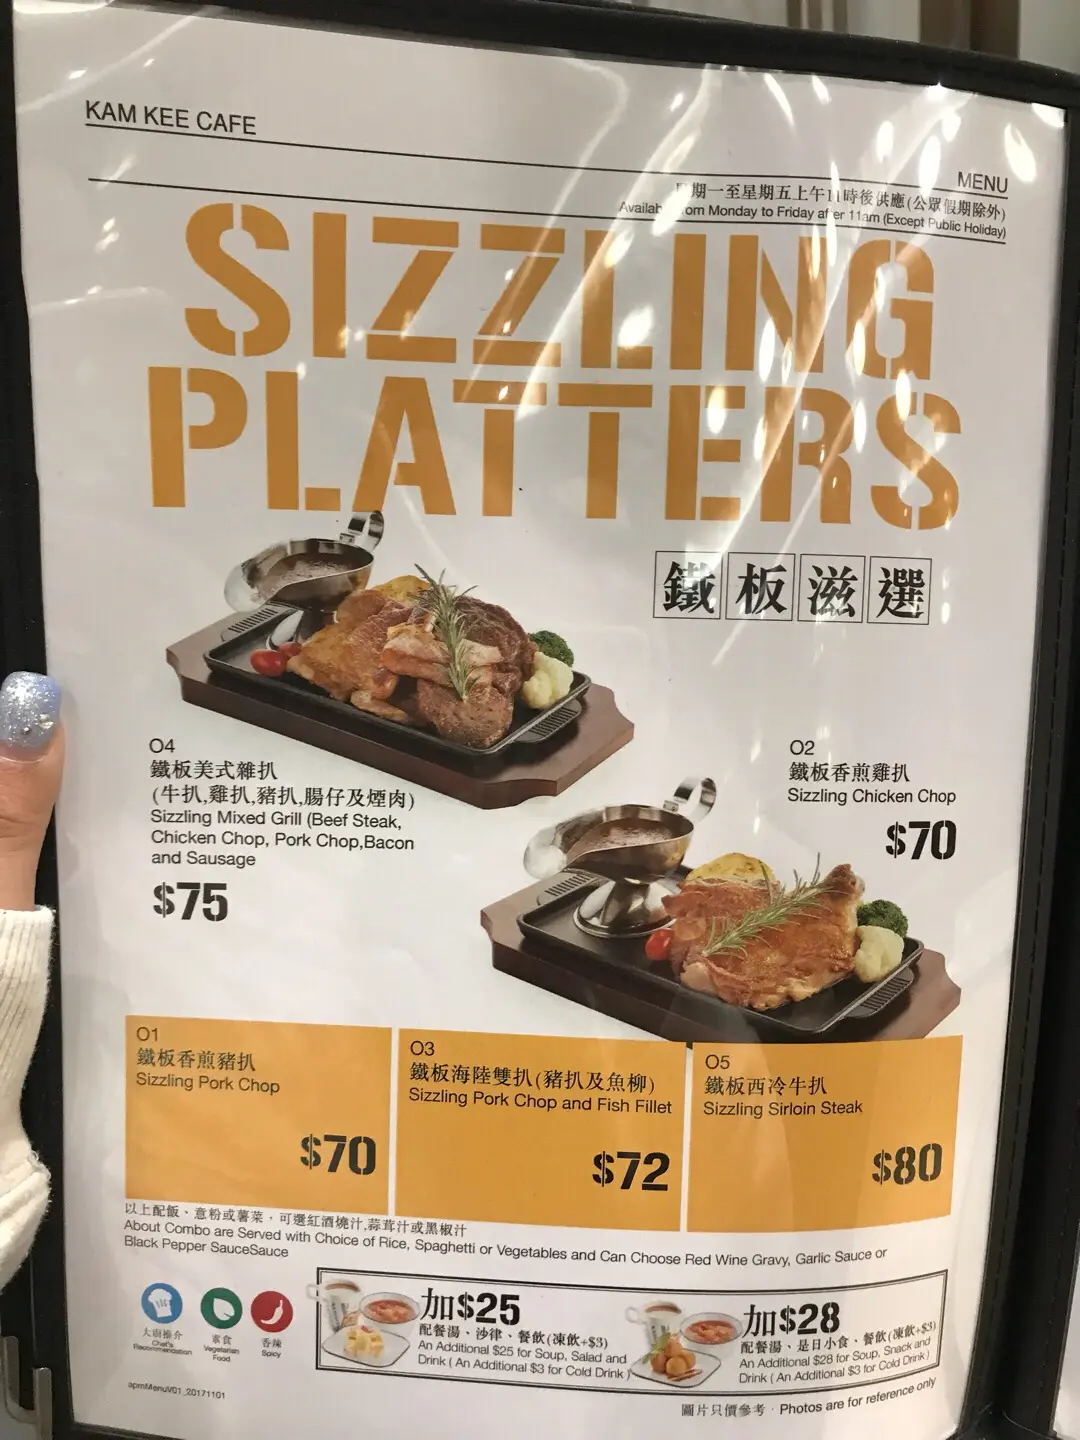 KAM KEE CAFE
MENU
期一至星期五上午11時後供應(公眾假期除外)
from Monday to Friday after 11am (Except Public Holiday)
SIZZLING
PLATTERS
鐵板滋選
04
鐵板美式雜扒
(牛扒,雞扒,豬扒,腸仔及煙肉)
Sizzling Mixed Grill (Beef Steak,
Chicken Chop, Pork Chop,Bacon
and Sausage
$75
02
鐵板香煎雞扒
Sizzling Chicken Chop
$70
01
鐵板香煎豬扒
Sizzling Pork Chop
$70
03
鐵板海陸雙扒(豬扒及魚柳)
Sizzling Pork Chop and Fish Fillet
$72
05
鐵板西冷牛扒
Sizzling Sirloin Steak
$80
以上配飯、意粉或薯菜，可選紅酒燒汁,蒜茸汁或黑椒汁
About Combo are Served with Choice of Rice, Spaghetti or Vegetables and Can Choose Red Wine Gravy, Garlic Sauce or
Black Pepper SauceSauce
大廚推介
Chef's
Recommendation
素食
Vegetarian
Food
香辣
Spicy
加$25
配餐湯、沙律、餐飲(凍飲+$3)
An Additional $25 for Soup, Salad and
Drink ( An Additional $3 for Cold Drink )
加$28
配餐湯、是日小食、餐飲(凍飲+$3)
An Additional $28 for Soup, Snack and
Drink ( An Additional $3 for Cold Drink )
apmMenuV01_20171101
圖片只價參考・Photos are for reference only